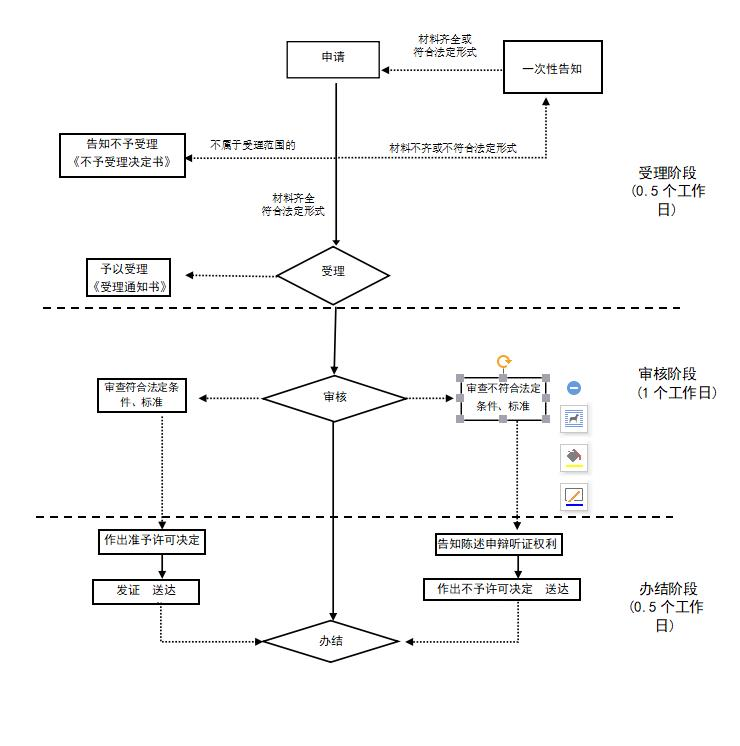 材料齐全或
符合法定形式
申请
一次性告知
告知不予受理
《不予受理决定书》
不属于受理范围的
材料不齐或不符合法定形式
受理阶段
(0.5个工作
日)
材料齐全
符合法定形式
予以受理
《受理通知书》
受理
审核阶段
(1个工作日)
审查符合法定条
件、标准
审核
审查不符合法定
条件、标准
作出准予许可决定
告知陈述申辩听证权利
发证 送达
作出不予许可决定 送达
办结阶段
(0.5个工作
日)
办结